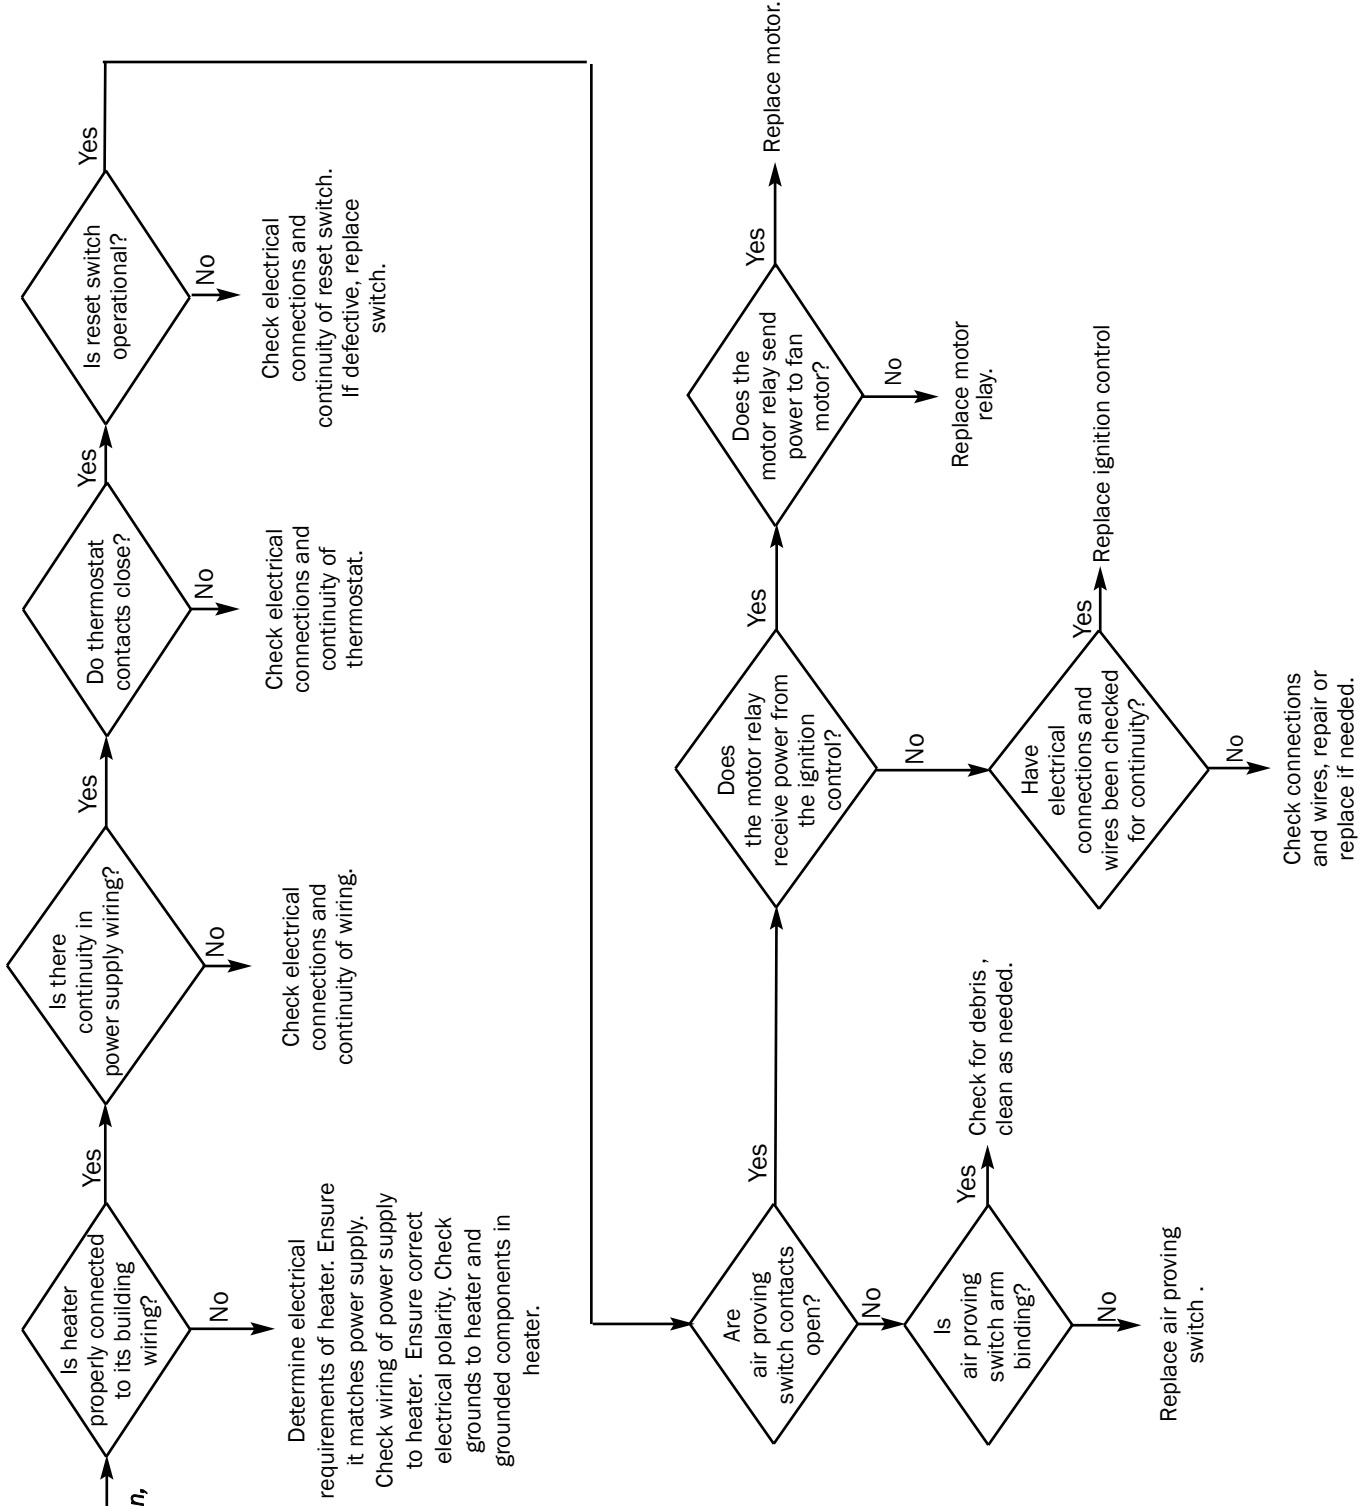 n,
Is heater
properly connected
to its building
wiring?
Yes
No
Determine electrical
requirements of heater. Ensure
it matches power supply.
Check wiring of power supply
to heater.  Ensure correct
electrical polarity. Check
grounds to heater and
grounded components in
heater.
Is there
continuity in
power supply wiring?
Yes
No
Check electrical
connections and
continuity of wiring.
Do thermostat
contacts close?
Yes
No
Check electrical
connections and
continuity of
thermostat.
Is reset switch
operational?
Yes
No
Check electrical
connections and
continuity of reset switch.
If defective, replace
switch.
Are
air proving
switch contacts
open?
Yes
No
Is
air proving
switch arm
binding?
Yes
Check for debris ,
clean as needed.
No
Replace air proving
switch .
Does
the motor relay
receive power from
the ignition
control?
Yes
No
Have
electrical
connections and
wires been checked
for continuity?
Yes
Replace ignition control
No
Check connections
and wires, repair or
replace if needed.
Does the
motor relay send
power to fan
motor?
Yes
Replace motor.
No
Replace motor
relay.